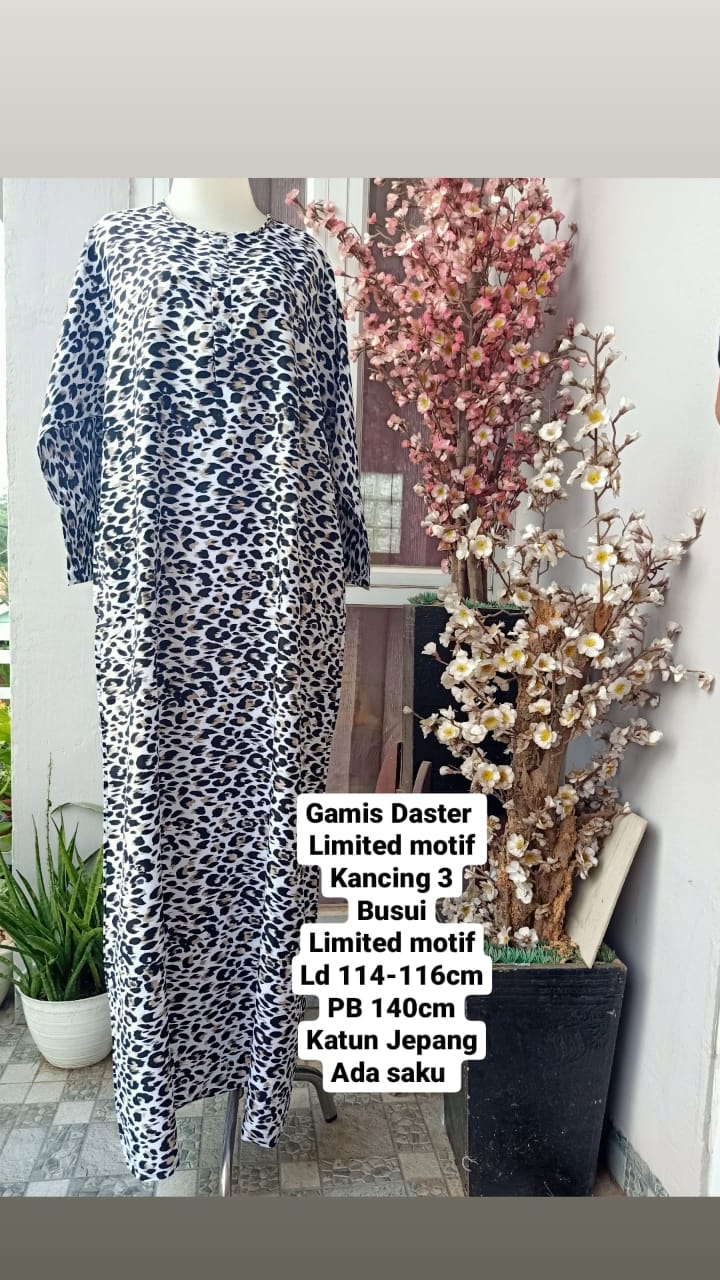 Gamis Daster
Limited motif
Kancing 3
Busui
Limited motif
Ld 114-116cm
PB 140cm
Katun Jepang
Ada saku